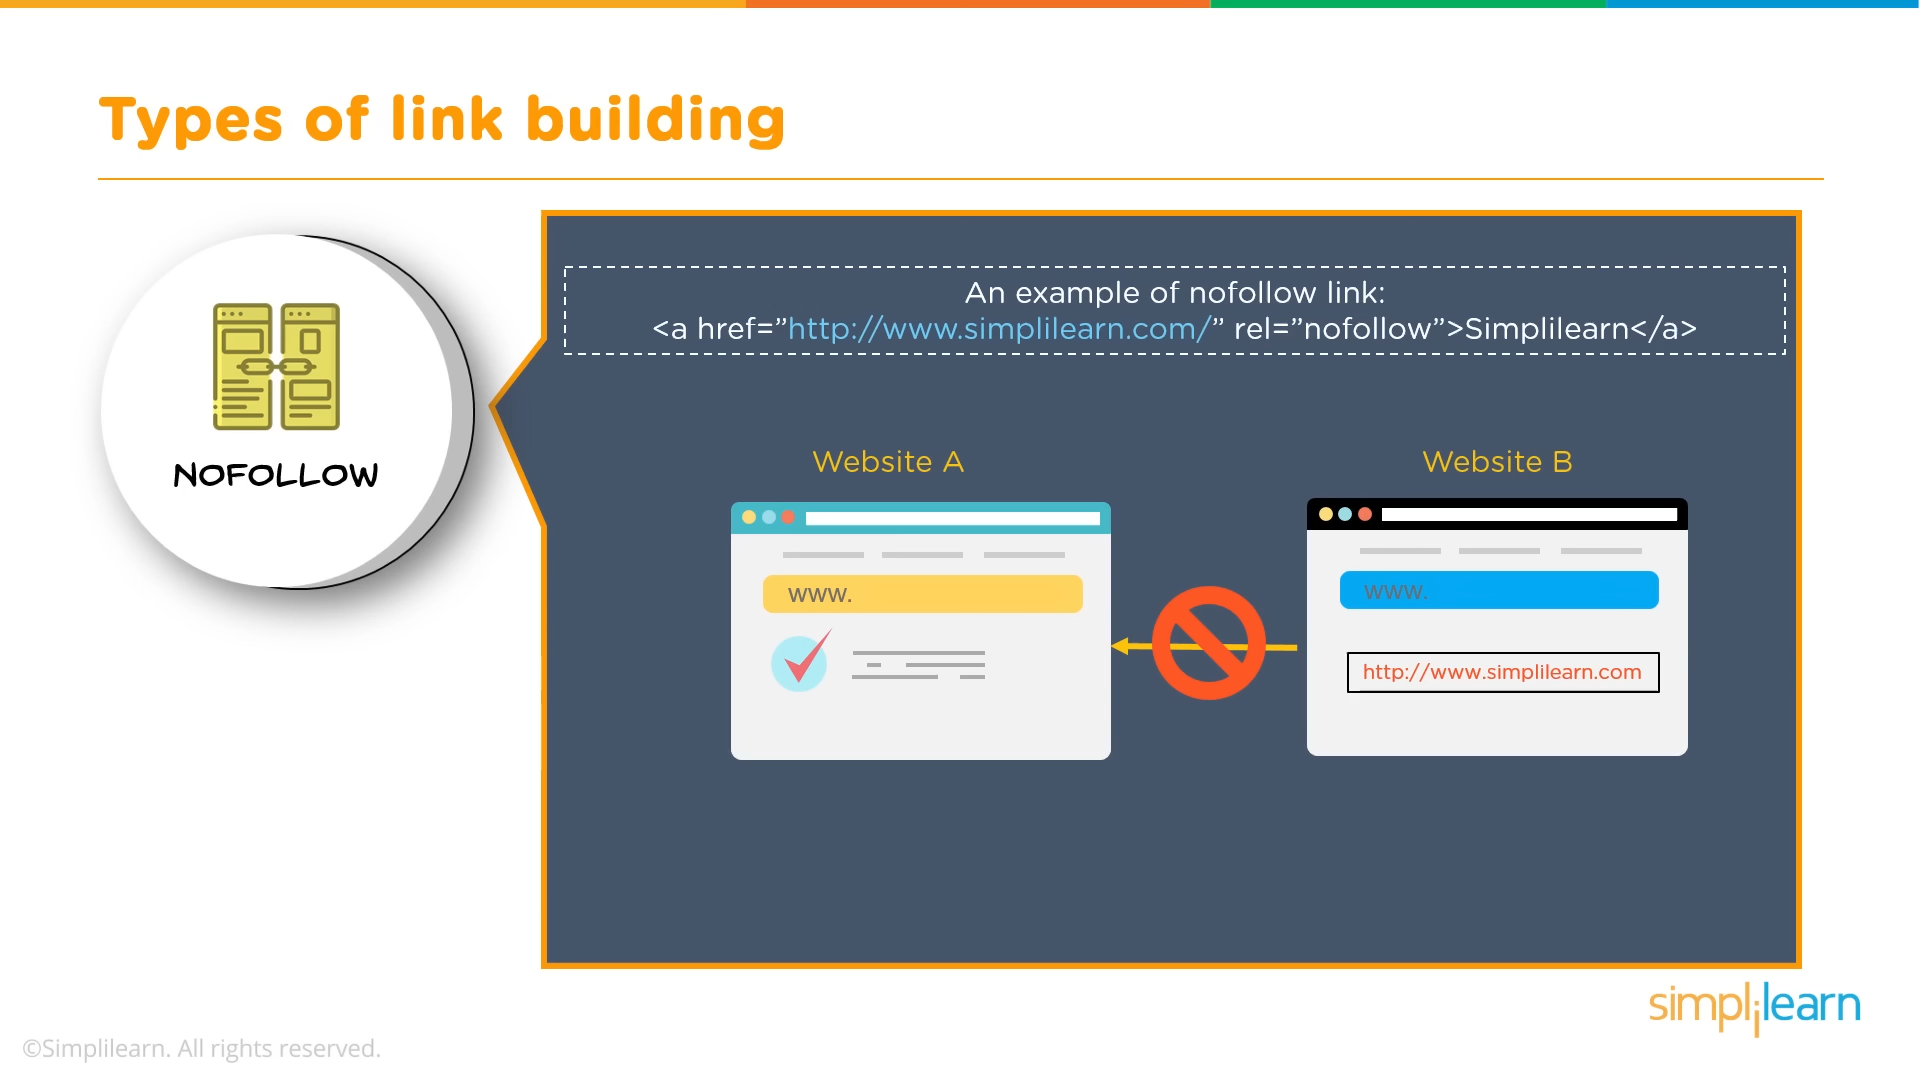 Types of link building
NOFOLLOW
An example of nofollow link:
<a href=”http://www.simplilearn.com/” rel=”nofollow”>Simplilearn</a>
Website A
Website B
www.
www.
http://www.simplilearn.com
simplilearn
©Simplilearn. All rights reserved.